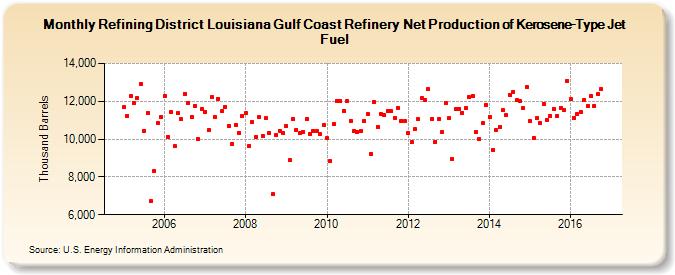 Monthly Refining District Louisiana Gulf Coast Refinery Net Production of Kerosene-Type Jet
Fuel
Thousand Barrels
14,000
12,000
10,000
8,000
6,000
2006
2008
2010
2012
2014
2016
Source: U.S. Energy Information Administration